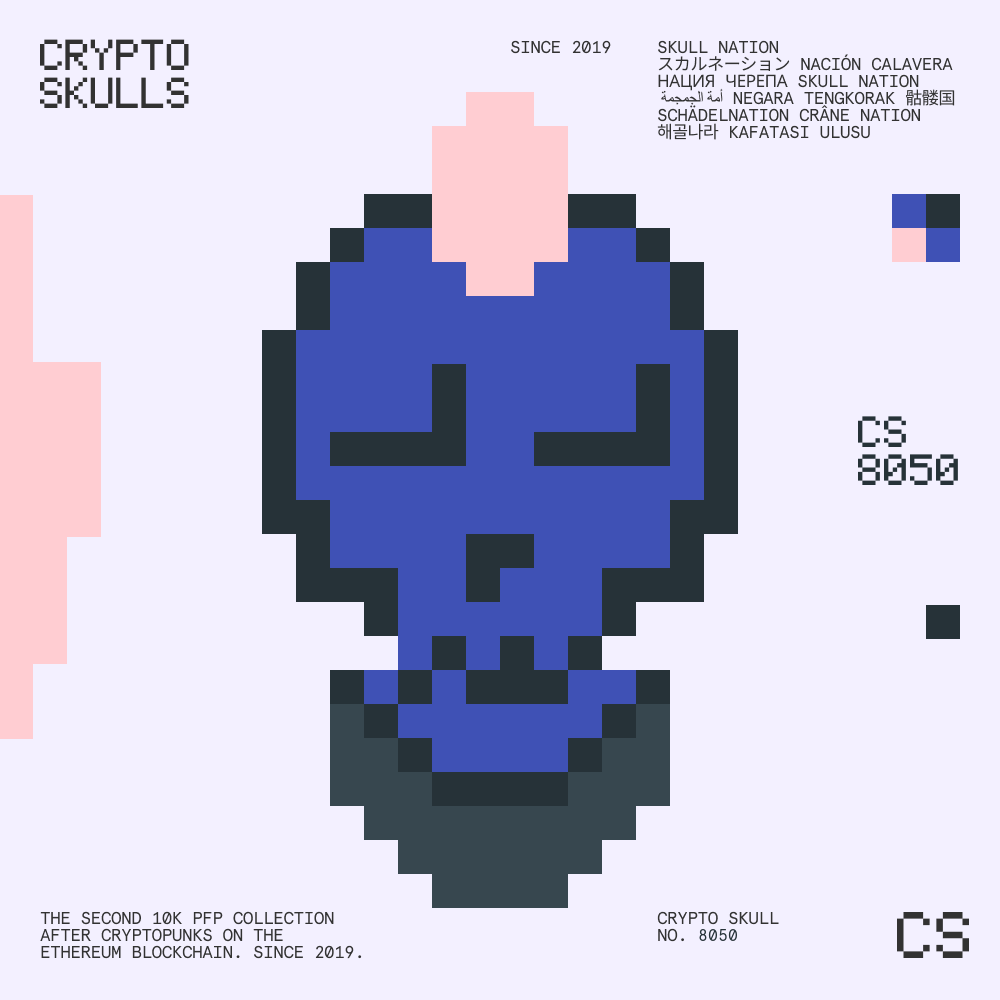 CRYPTO
SKULLS
SINCE 2019
SKULL NATION
スカルネーション NACIÓN CALAVERA
НАЦИЯ ЧЕРЕПА SKULL NATION
أمة الجمجمة NEGARA TENGKORAK 骷髅国
SCHÄDELNATION CRÂNE NATION
해골나라 KAFATASI ULUSU
CS
8050
THE SECOND 10K PFP COLLECTION
AFTER CRYPTOPUNKS ON THE
ETHEREUM BLOCKCHAIN. SINCE 2019.
CRYPTO SKULL
NO. 8050
CS